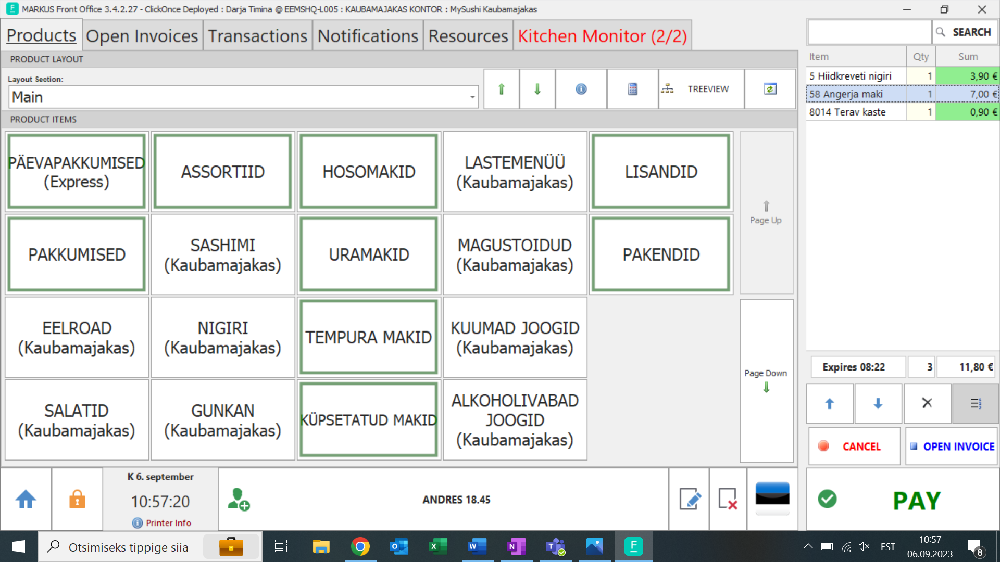 MARKUS Front Office 3.4.2.27 - ClickOnce Deployed : Darja Timina @ EEMSHQ-L005 : KAUBAMAJAKAS KONTOR : MySushi Kaubamajakas
Products
Open Invoices
Transactions
Notifications
Resources
Kitchen Monitor (2/2)
SEARCH
PRODUCT LAYOUT
Layout Section:
Main
TREEVIEW
Item Qty Sum
5 Hiidkreveti nigiri 1 3,90 €
58 Angerja maki 1 7,00 €
8014 Terav kaste 1 0,90 €
PRODUCT ITEMS
PÄEVAPAKKUMISED
(Express)
ASSORTIID
HOSOMAKID
LASTEMENÜÜ
(Kaubamajakas)
LISANDID
Page Up
PAKKUMISED
SASHIMI
(Kaubamajakas)
URAMAKID
MAGUSTOIDUD
(Kaubamajakas)
PAKENDID
EELROAD
(Kaubamajakas)
NIGIRI
(Kaubamajakas)
TEMPURA MAKID
KUUMAD JOOGID
(Kaubamajakas)
Page Down
SALATID
(Kaubamajakas)
GUNKAN
(Kaubamajakas)
KÜPSETATUD MAKID
ALKOHOLIVABAD
JOOGID
(Kaubamajakas)
Expires 08:22 3 11,80 €
CANCEL
OPEN INVOICE
K 6. september
10:57:20
Printer Info
ANDRES 18.45
PAY
Otsimiseks tippige siia
EST
10:57
06.09.2023
8